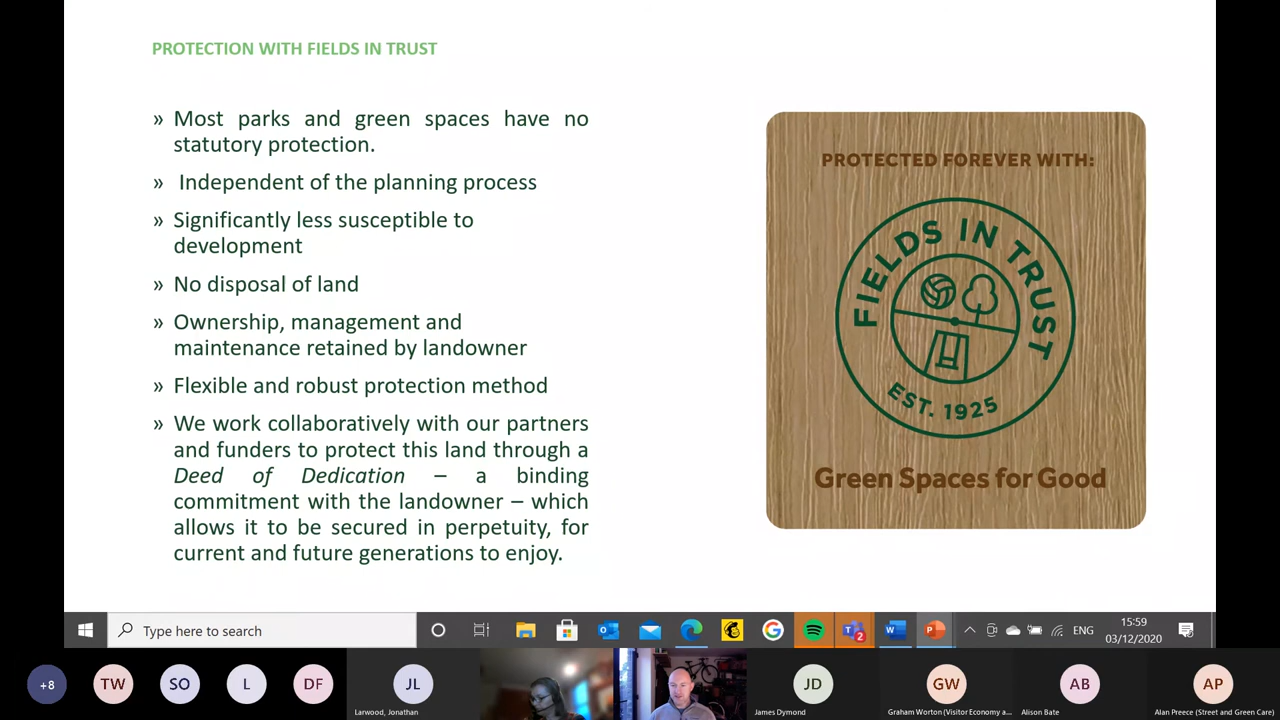 PROTECTION WITH FIELDS IN TRUST
» Most parks and green spaces have no
statutory protection.
» Independent of the planning process
» Significantly less susceptible to
development
» No disposal of land
» Ownership, management and
maintenance retained by landowner
» Flexible and robust protection method
» We work collaboratively with our partners
and funders to protect this land through a
Deed of Dedication – a binding
commitment with the landowner – which
allows it to be secured in perpetuity, for
current and future generations to enjoy.
PROTECTED FOREVER WITH:
FIELDS IN TRUST
EST. 1925
Green Spaces for Good
Type here to search
2
ENG
15:59
03/12/2020
+8
TW
SO
L
DF
JL
Larwood, Jonathan
JD
James Dymond
GW
Graham Worton (Visitor Economy a...
AB
Alison Bate
AP
Alan Preece (Street and Green Care)